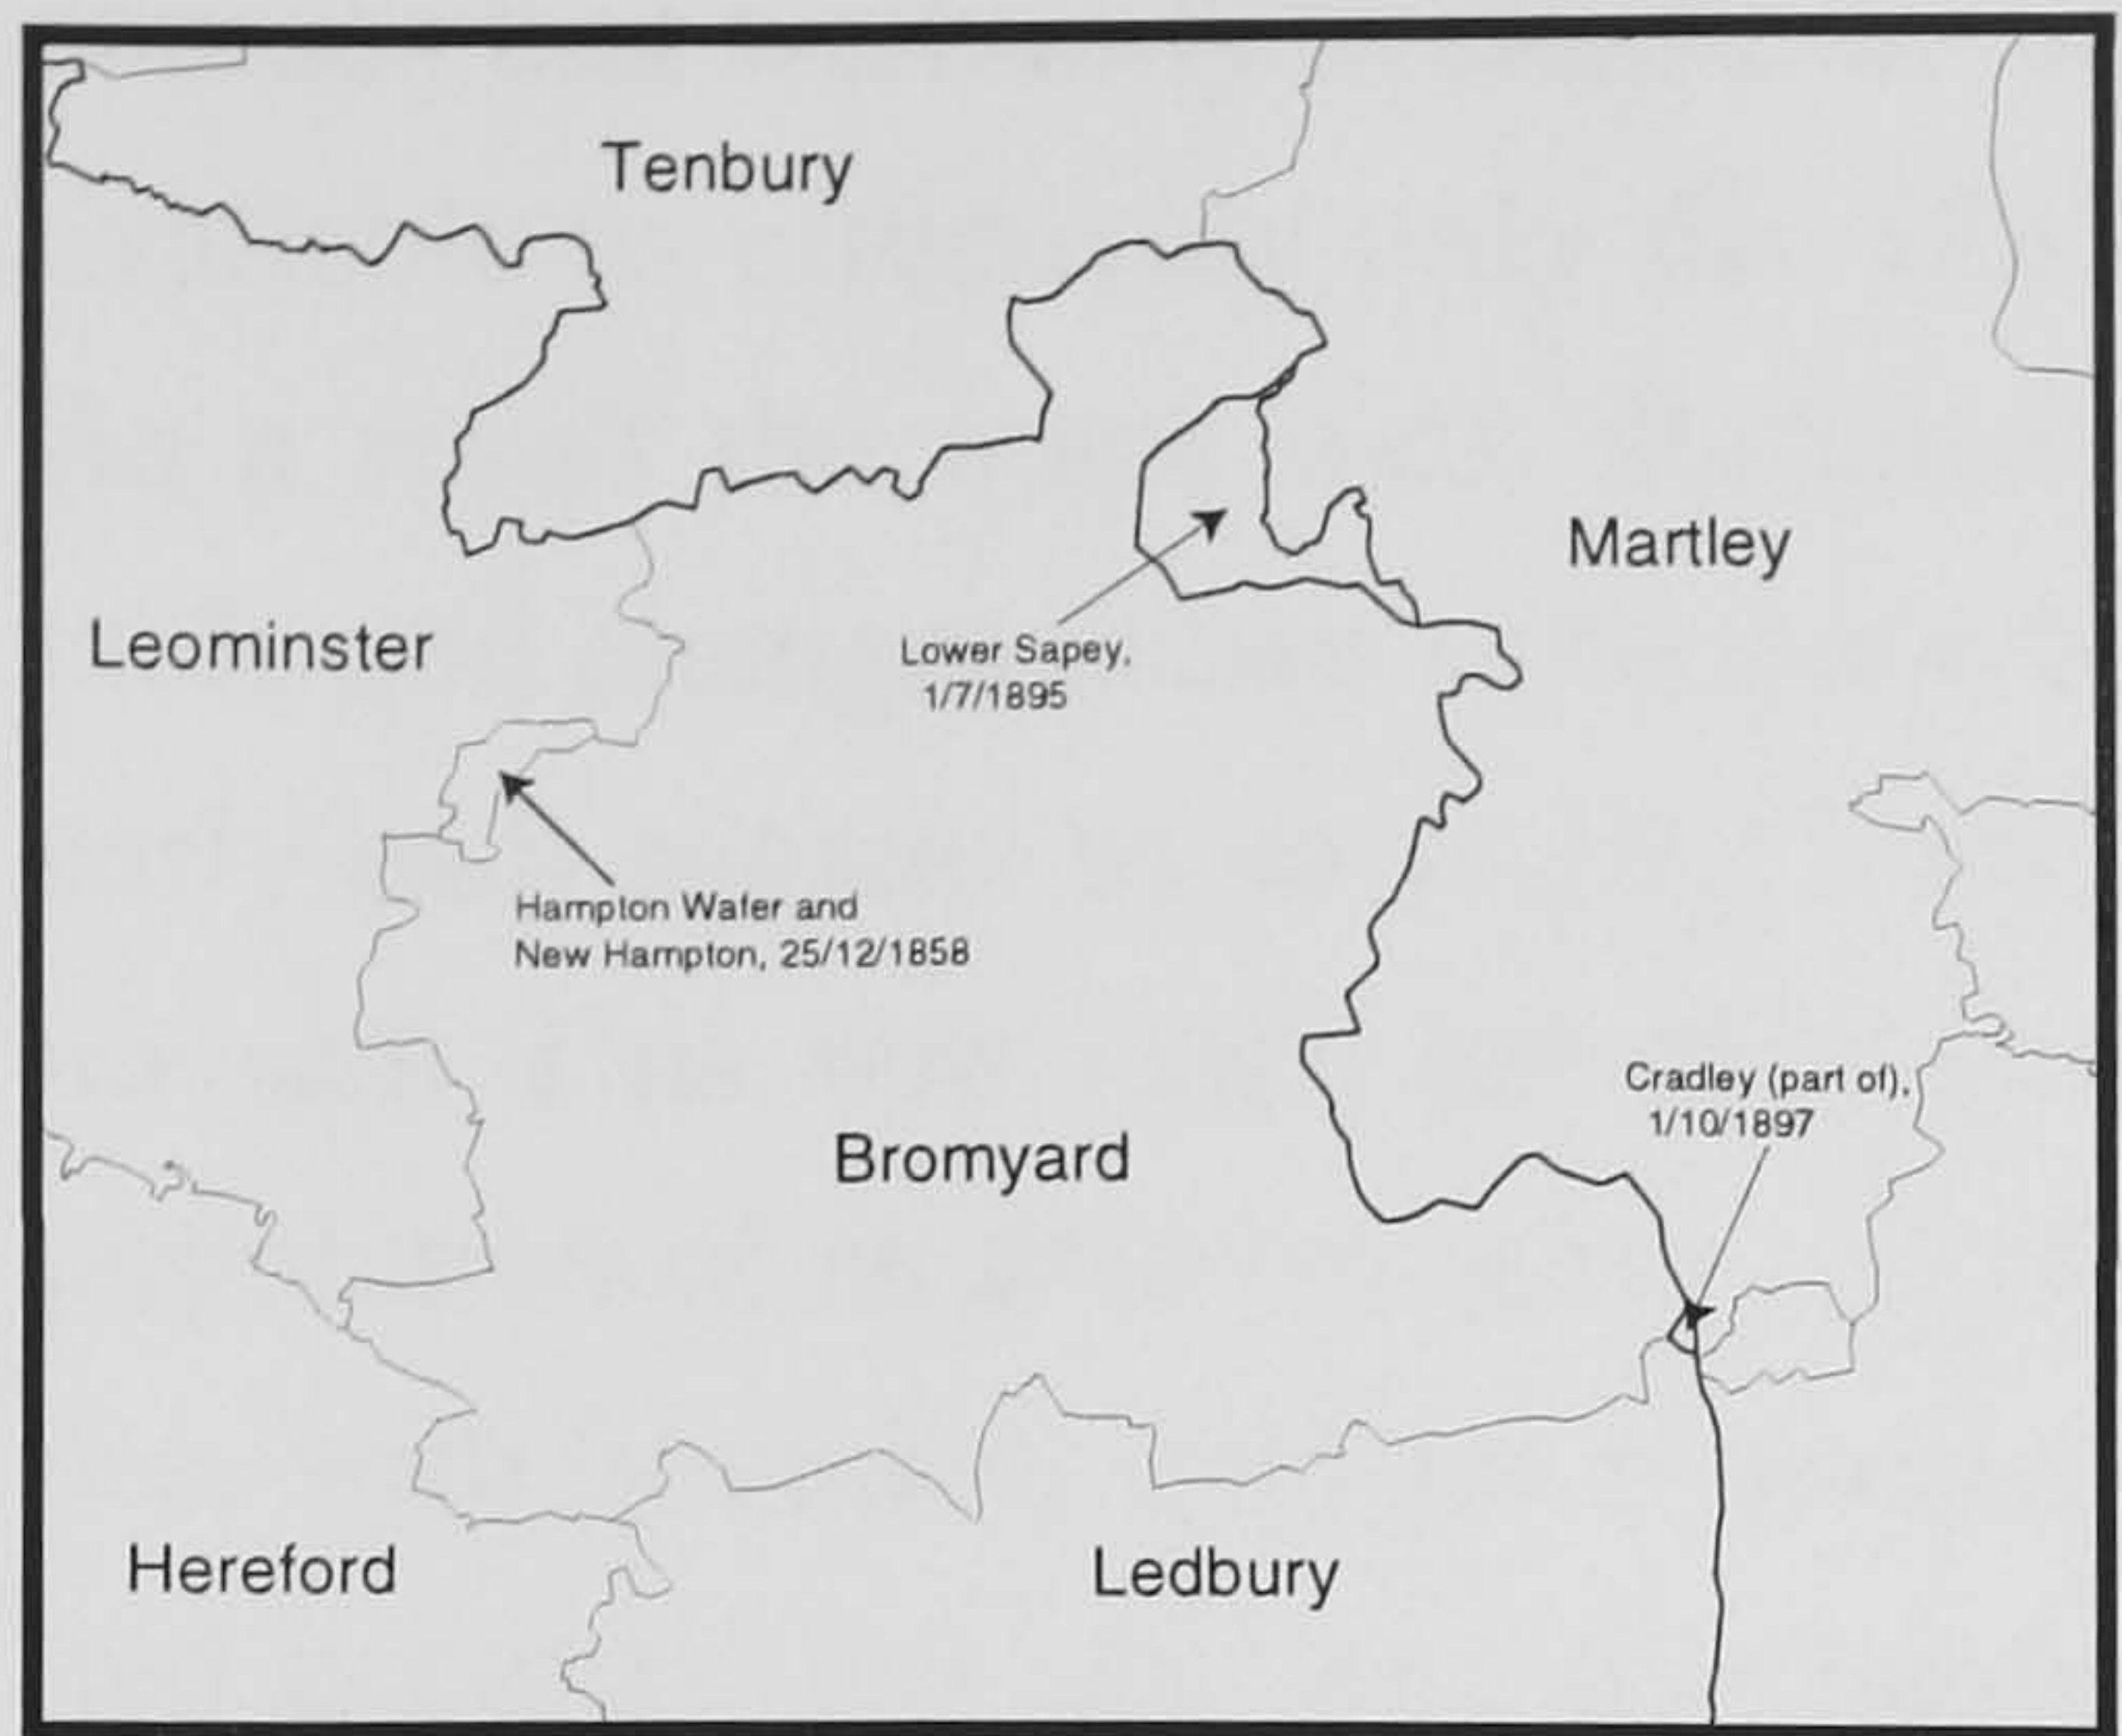 Tenbury
Martley
Leominster
Lower Sapey,
1/7/1895
Hampton Wafer and
New Hampton, 25/12/1858
Cradley (part of),
1/10/1897
Bromyard
Hereford
Ledbury